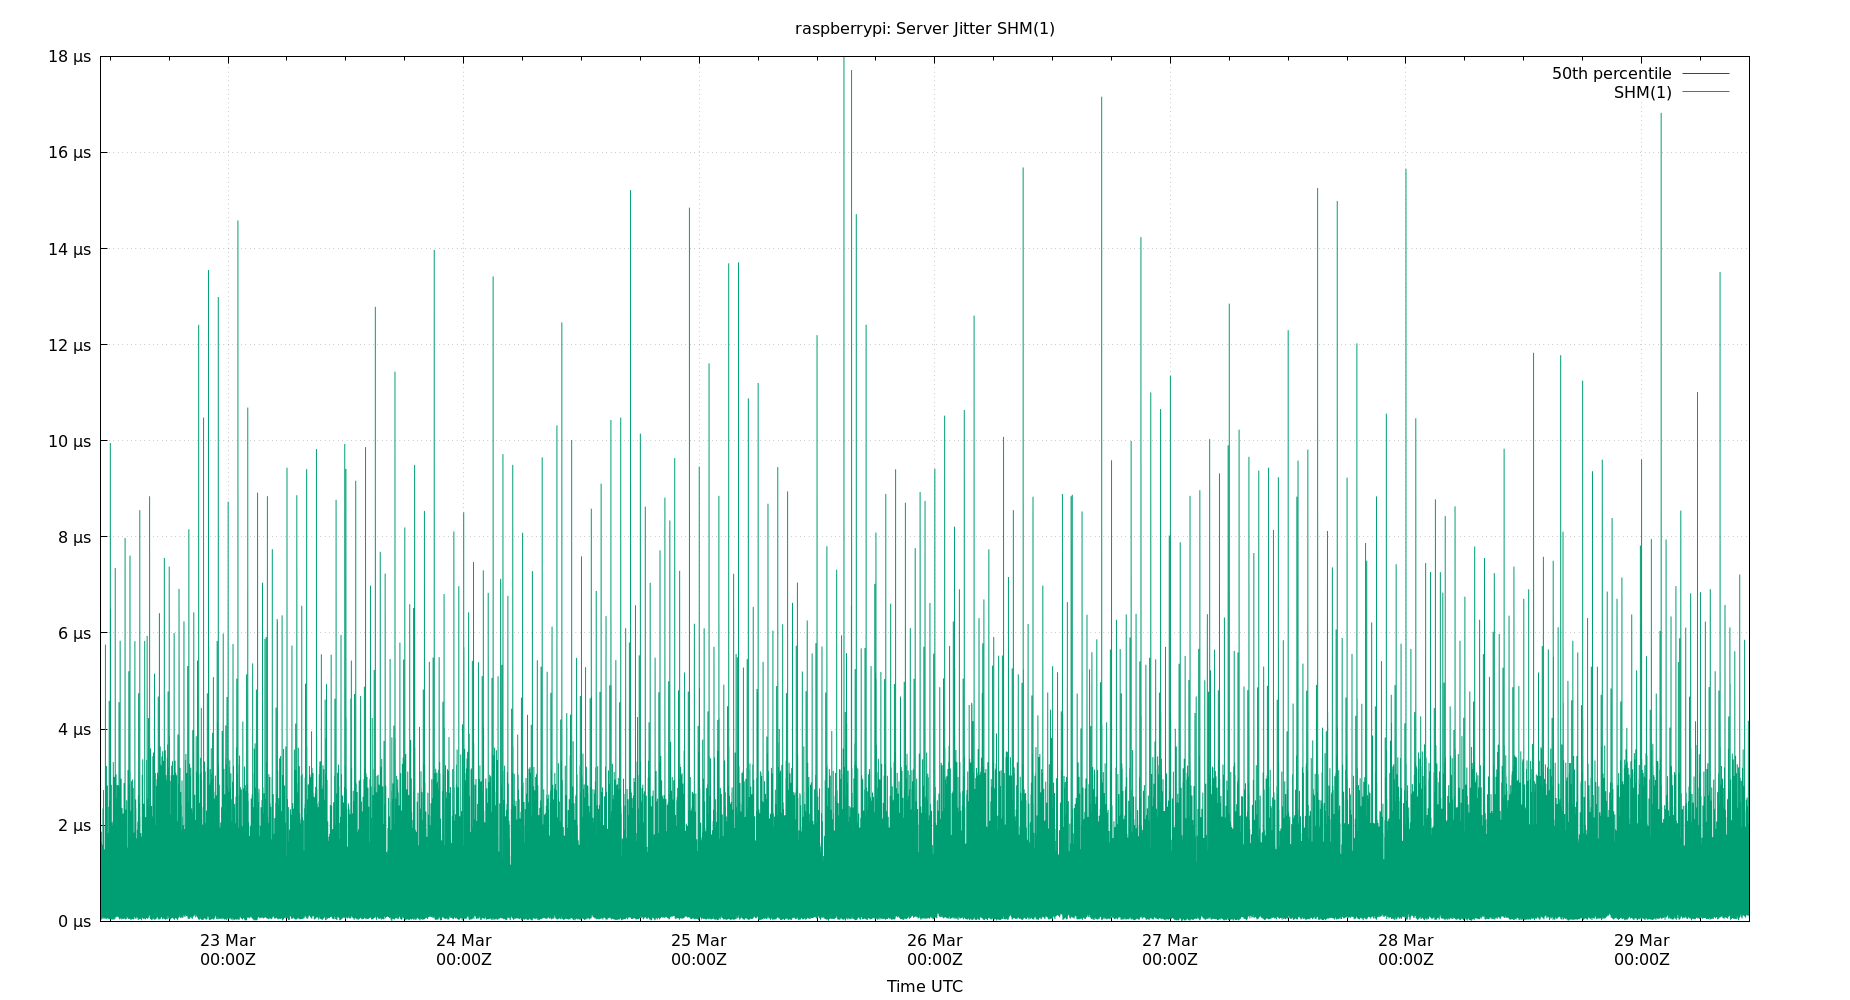 raspberrypi: Server Jitter SHM(1)
50th percentile
SHM(1)
18 µs
16 µs
14 µs
12 µs
10 µs
8 µs
6 µs
4 µs
2 µs
0 µs
23 Mar 24 Mar 25 Mar 26 Mar 27 Mar 28 Mar 29 Mar
00:00Z 00:00Z 00:00Z 00:00Z 00:00Z 00:00Z 00:00Z
Time UTC